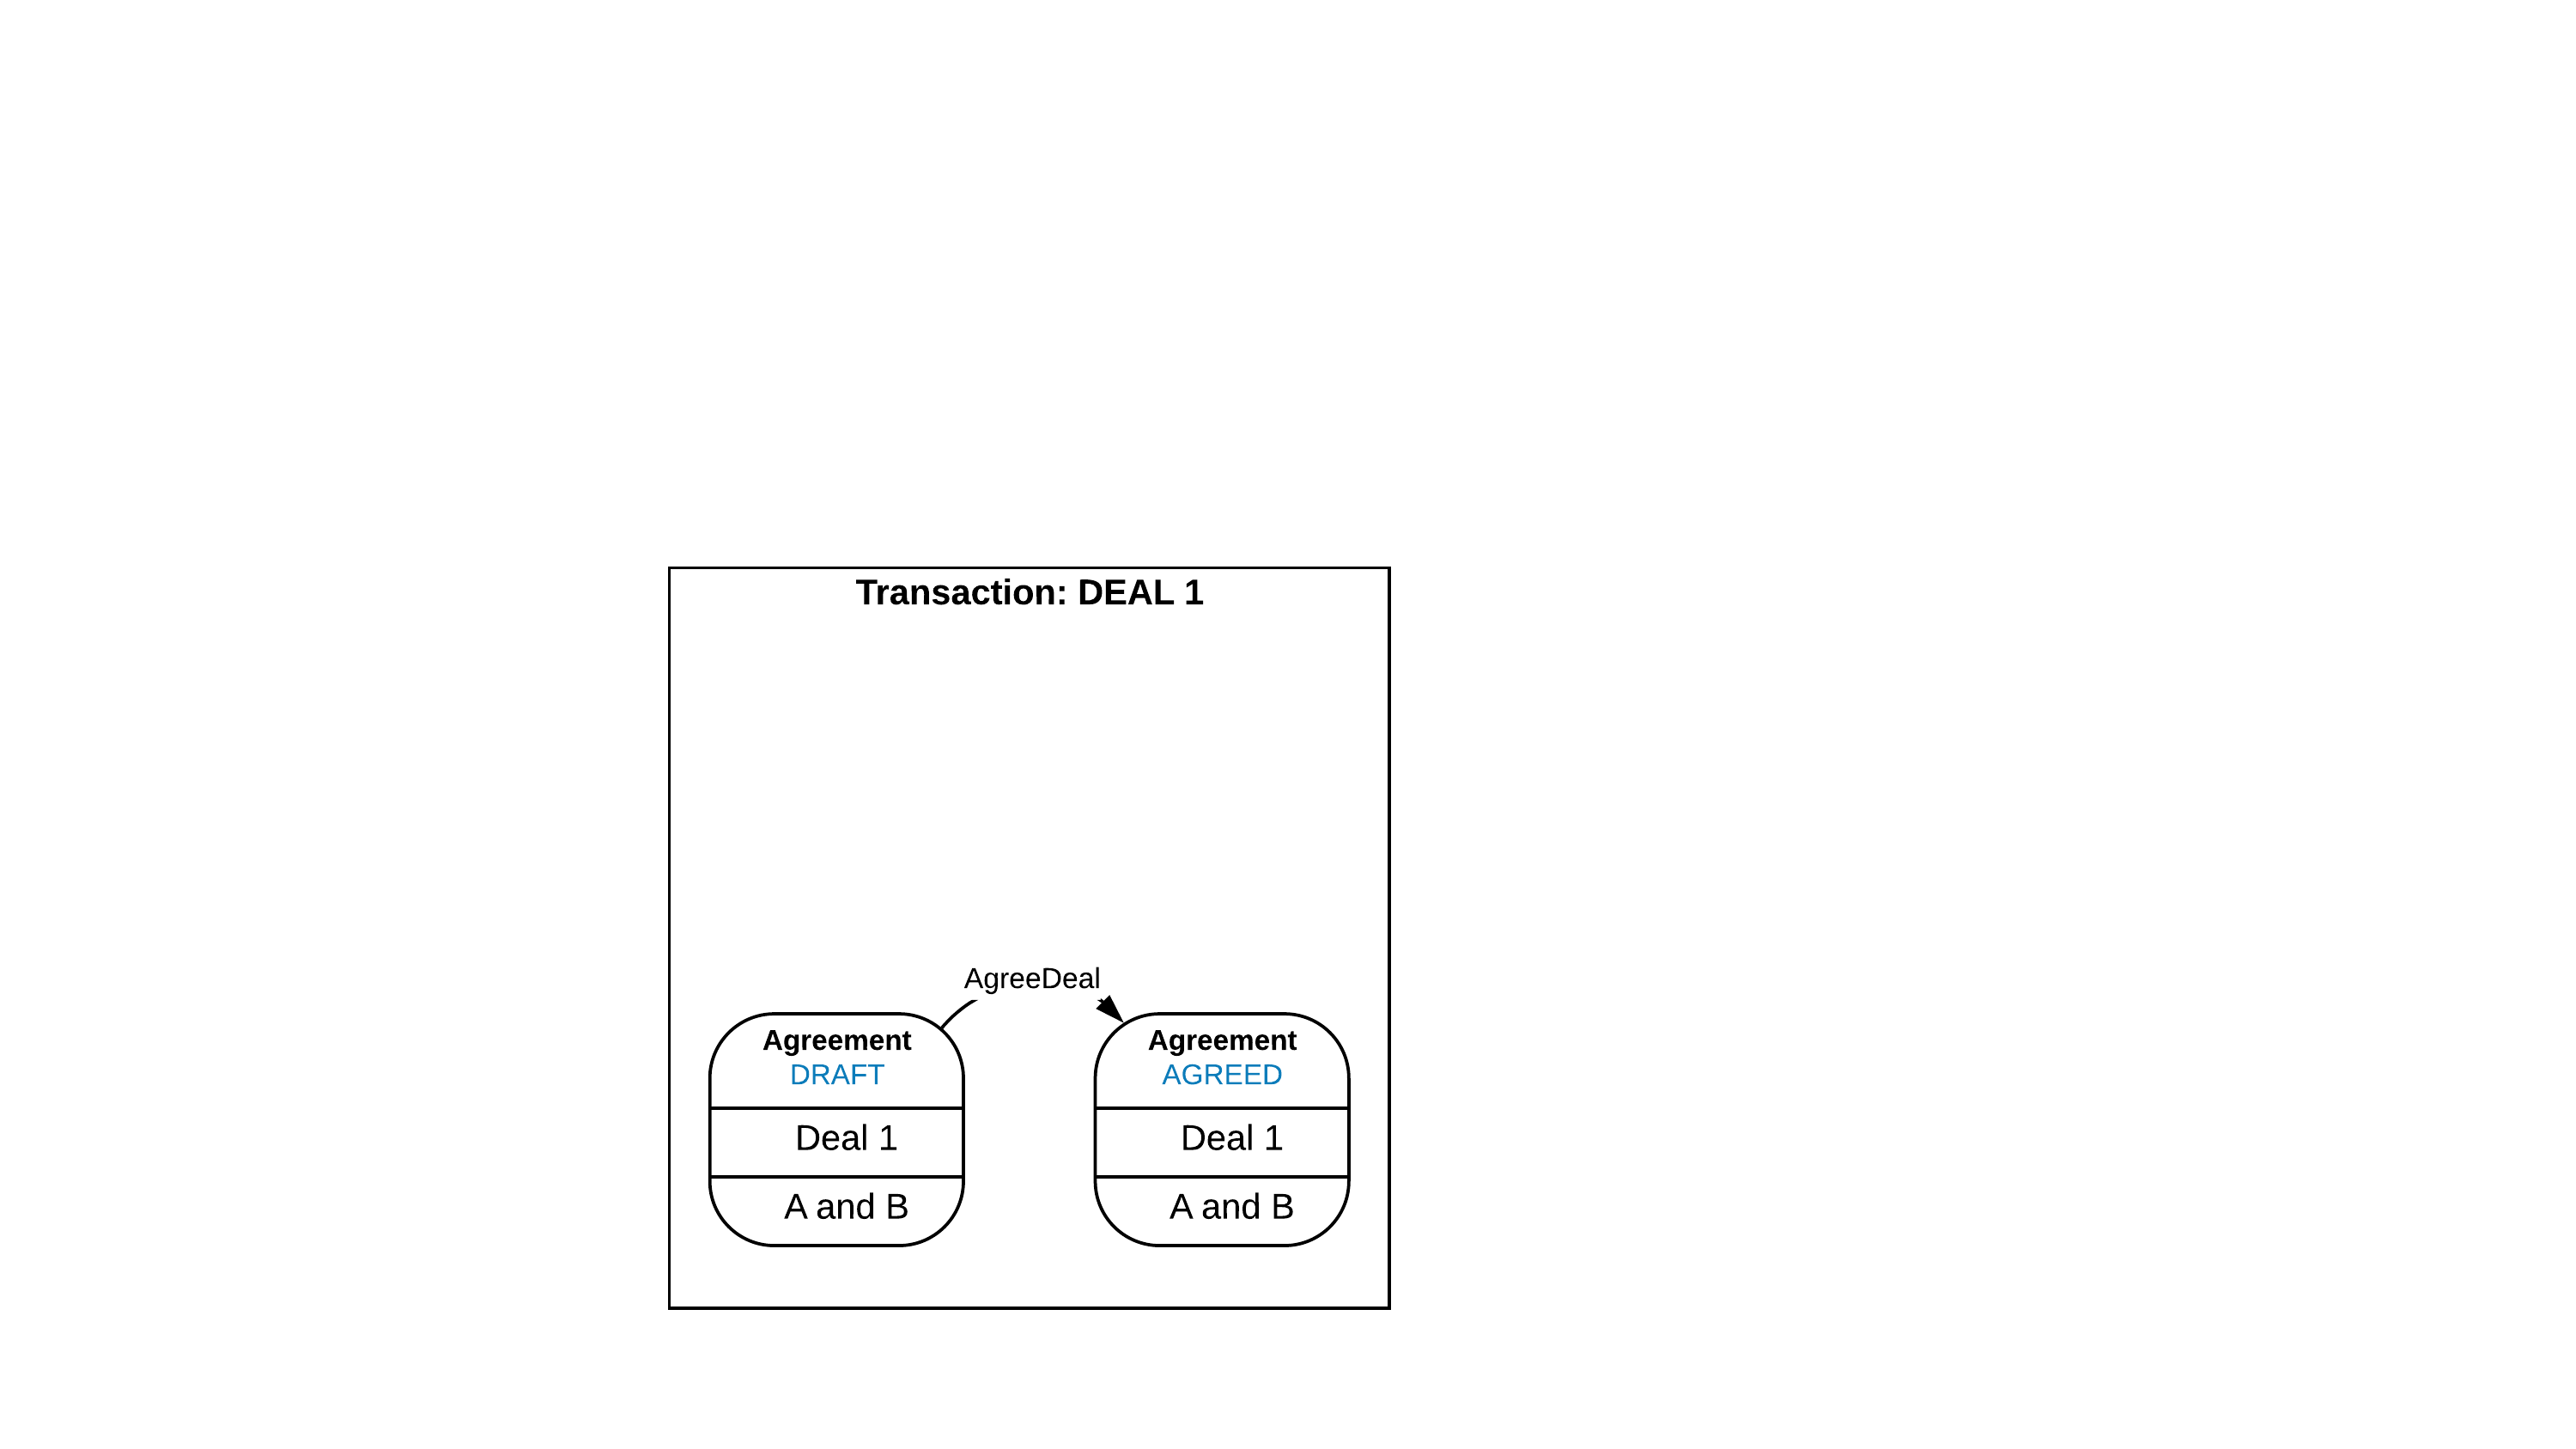 Transaction: DEAL 1
AgreeDeal
Agreement
DRAFT
Deal 1
A and B
Agreement
AGREED
Deal 1
A and B